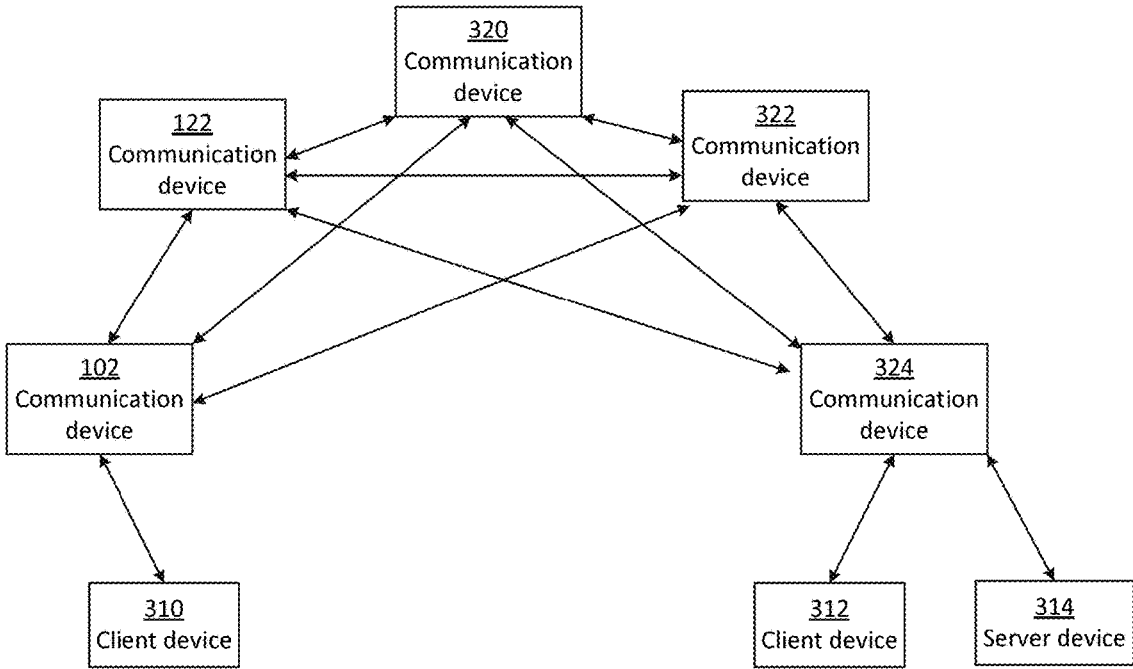 320
Communication
device
122
Communication
device
322
Communication
device
102
Communication
device
324
Communication
device
310
Client device
312
Client device
314
Server device